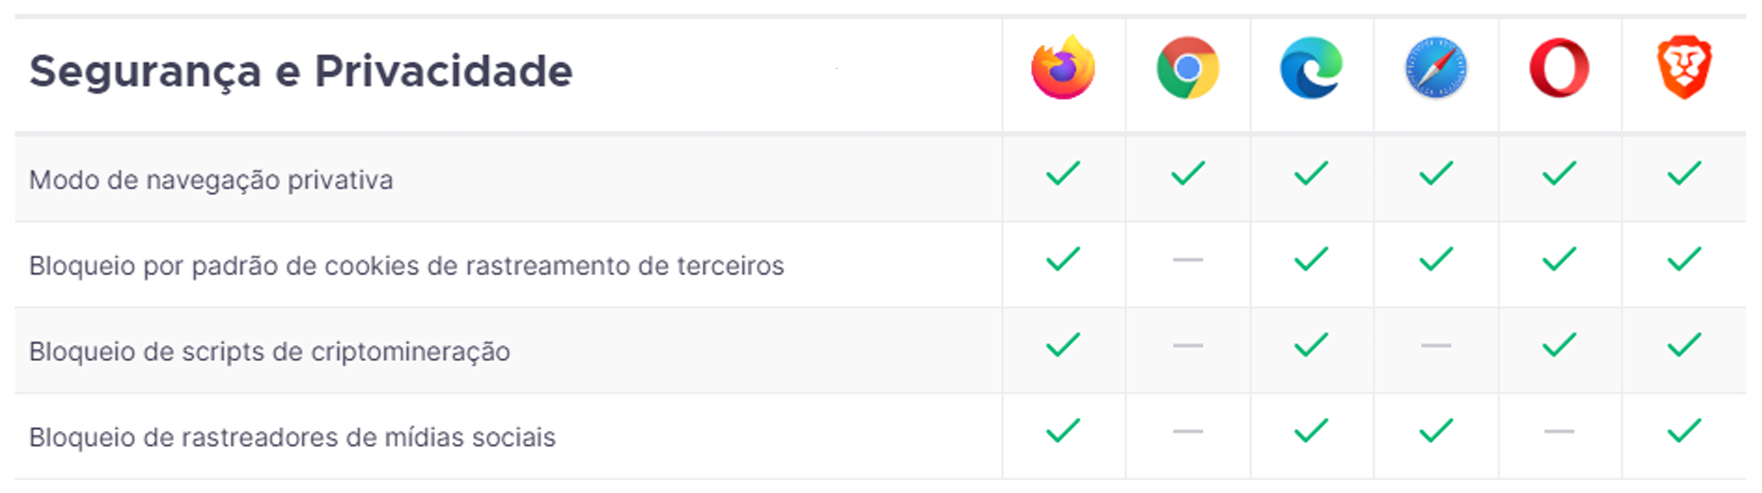 Segurança e Privacidade
Modo de navegação privativa
Bloqueio por padrão de cookies de rastreamento de terceiros
Bloqueio de scripts de criptomineração
Bloqueio de rastreadores de mídias sociais